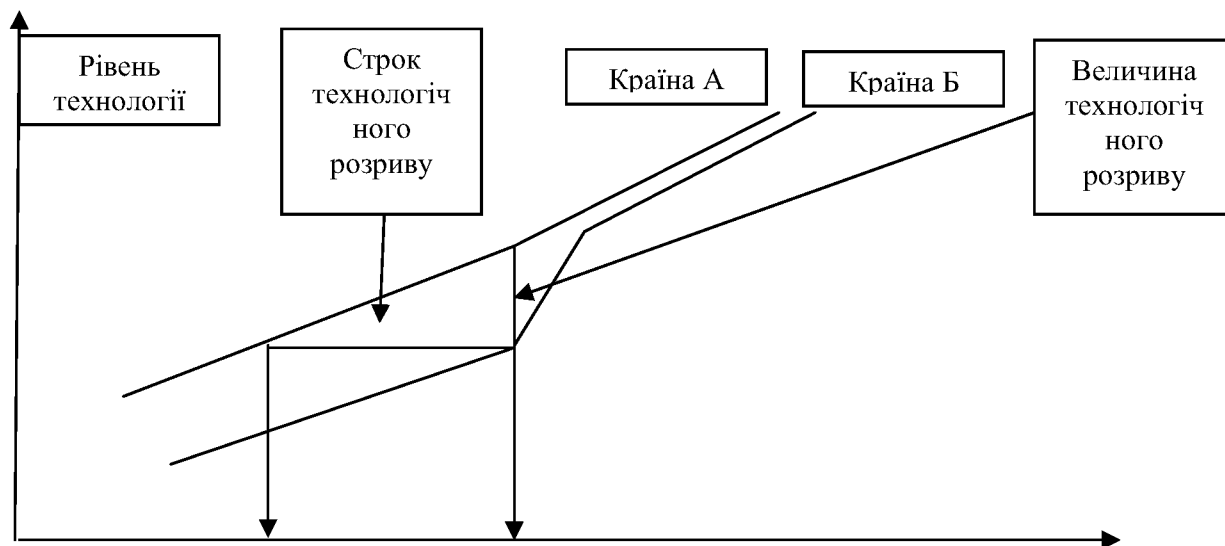 Рівень
технології
Строк
технологіч
ного
розриву
Країна А
Країна Б
Величина
технологіч
ного
розриву